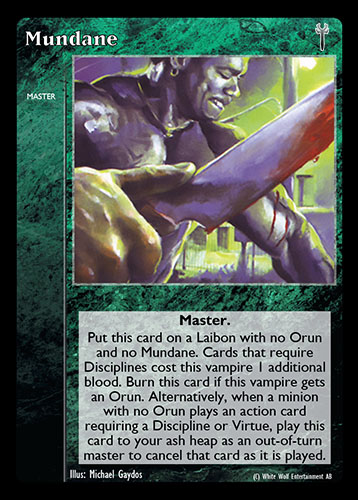 Mundane
MASTER
Master.
Put this card on a Laibon with no Orun
and no Mundane. Cards that require
Disciplines cost this vampire 1 additional
blood. Burn this card if this vampire gets
an Orun. Alternatively, when a minion
with no Orun plays an action card
requiring a Discipline or Virtue, play this
card to your ash heap as an out-of-turn
master to cancel that card as it is played.
Illus: Michael Gaydos
(C) White Wolf Entertainment AB